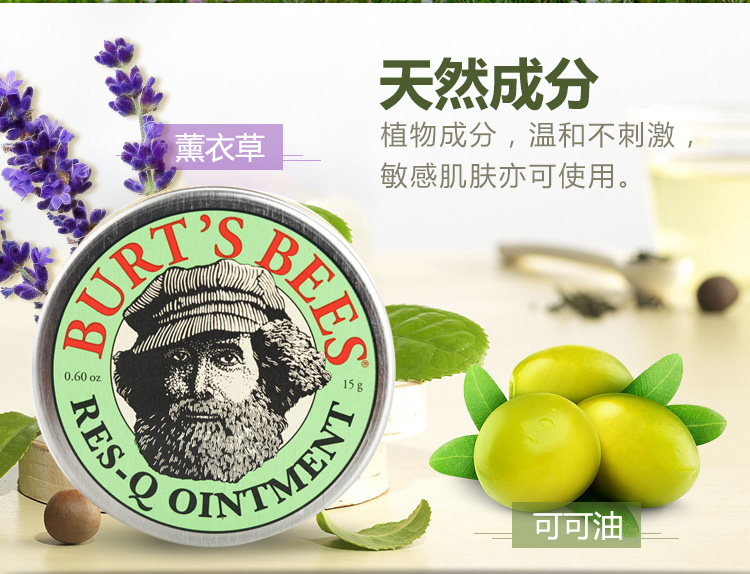 天然成分
植物成分，温和不刺激，
敏感肌肤亦可使用。
薰衣草
BURT'S BEES®
0.60 oz
15 g
RES-Q OINTMENT
可可油